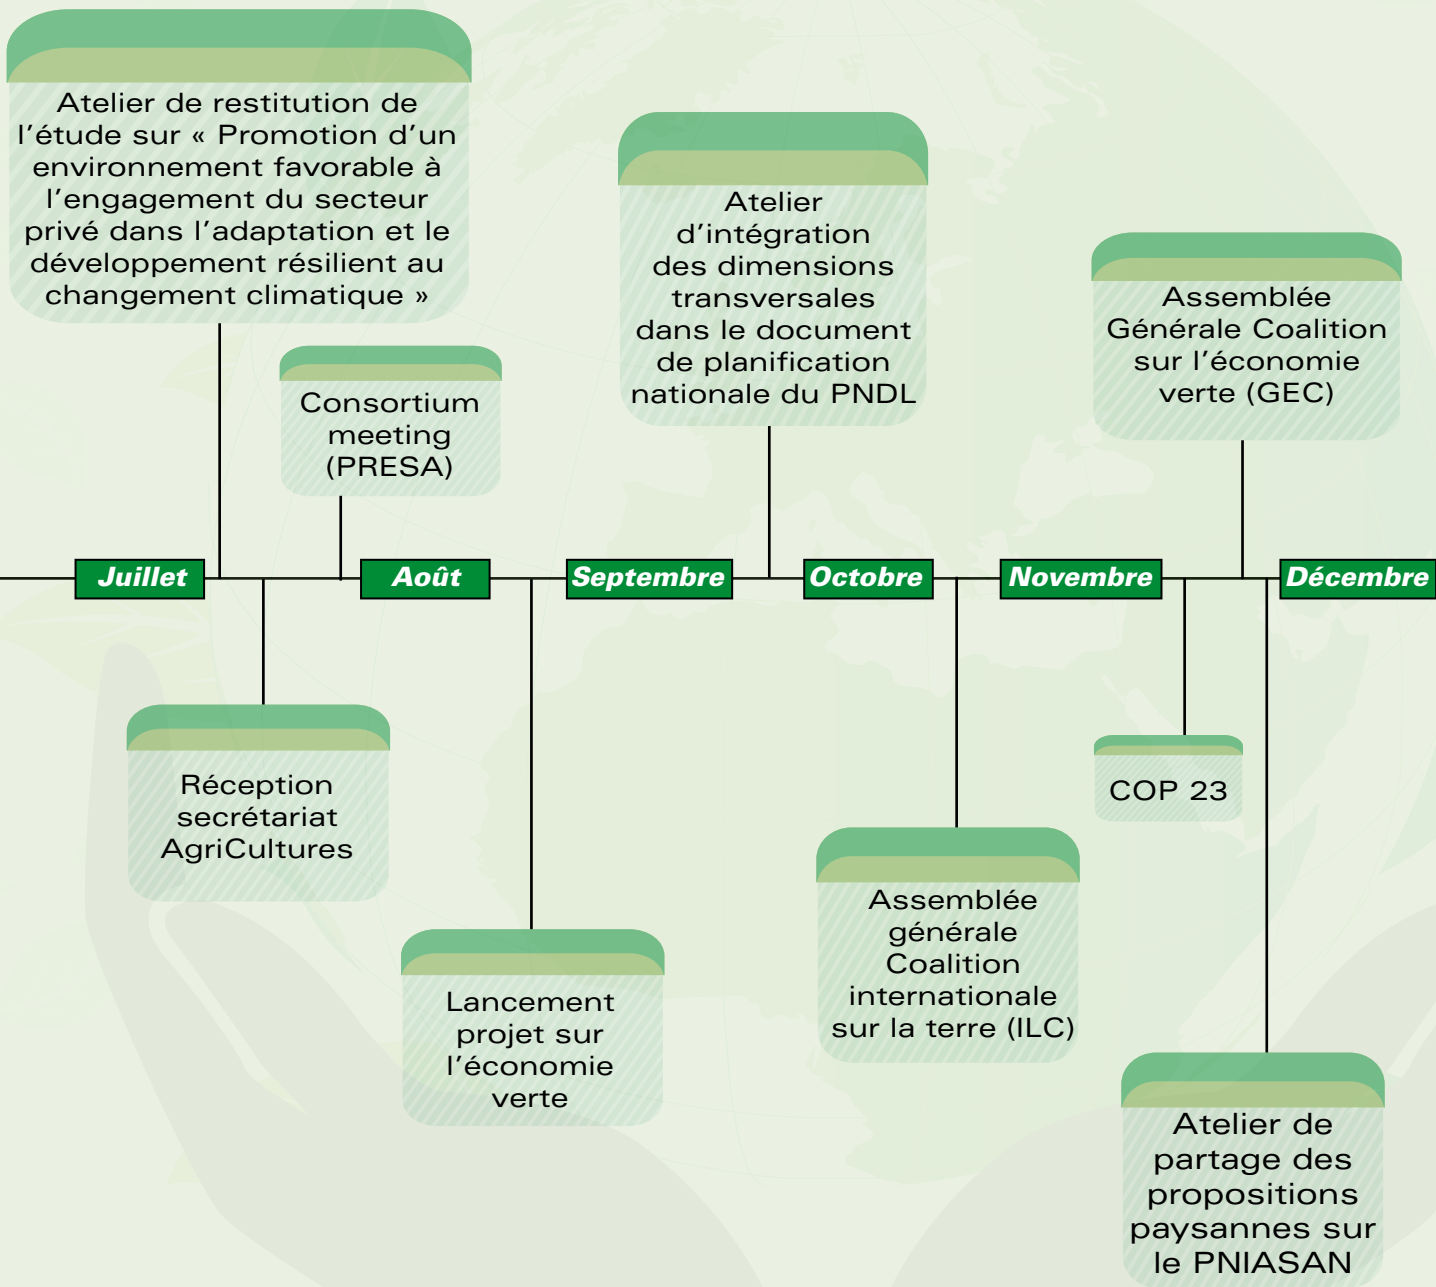 Atelier de restitution de
l’étude sur « Promotion d’un
environnement favorable à
l’engagement du secteur
privé dans l’adaptation et le
développement résilient au
changement climatique »
Consortium
meeting
(PRESA)
Atelier
d’intégration
des dimensions
transversales
dans le document
de planification
nationale du PNDL
Assemblée
Générale Coalition
sur l’économie
verte (GEC)
Juillet
Août
Septembre
Octobre
Novembre
Décembre
Réception
secrétariat
AgriCultures
Lancement
projet sur
l’économie
verte
Assemblée
générale
Coalition
internationale
sur la terre (ILC)
COP 23
Atelier de
partage des
propositions
paysannes sur
le PNIASAN